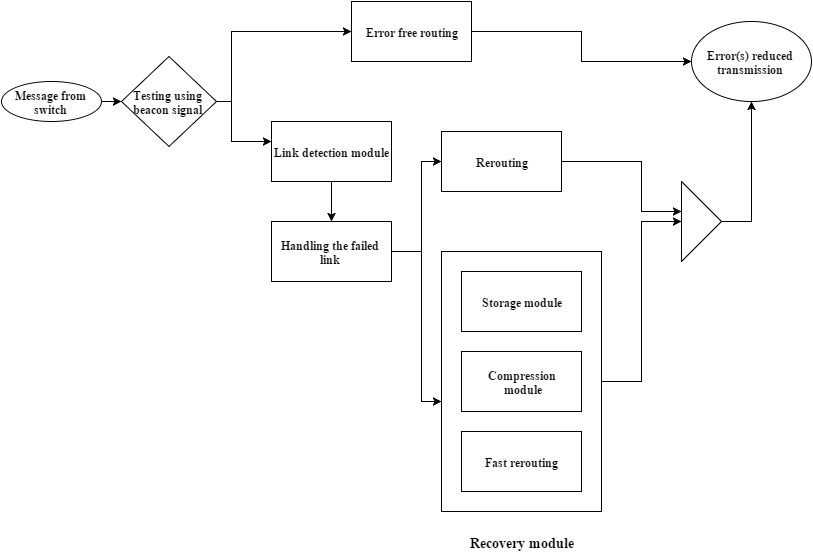 Error free routing
Error(s) reduced
transmission
Message from
switch
Testing using
beacon signal
Link detection module
Rerouting
Handling the failed
link
Storage module
Compression
module
Fast rerouting
Recovery module